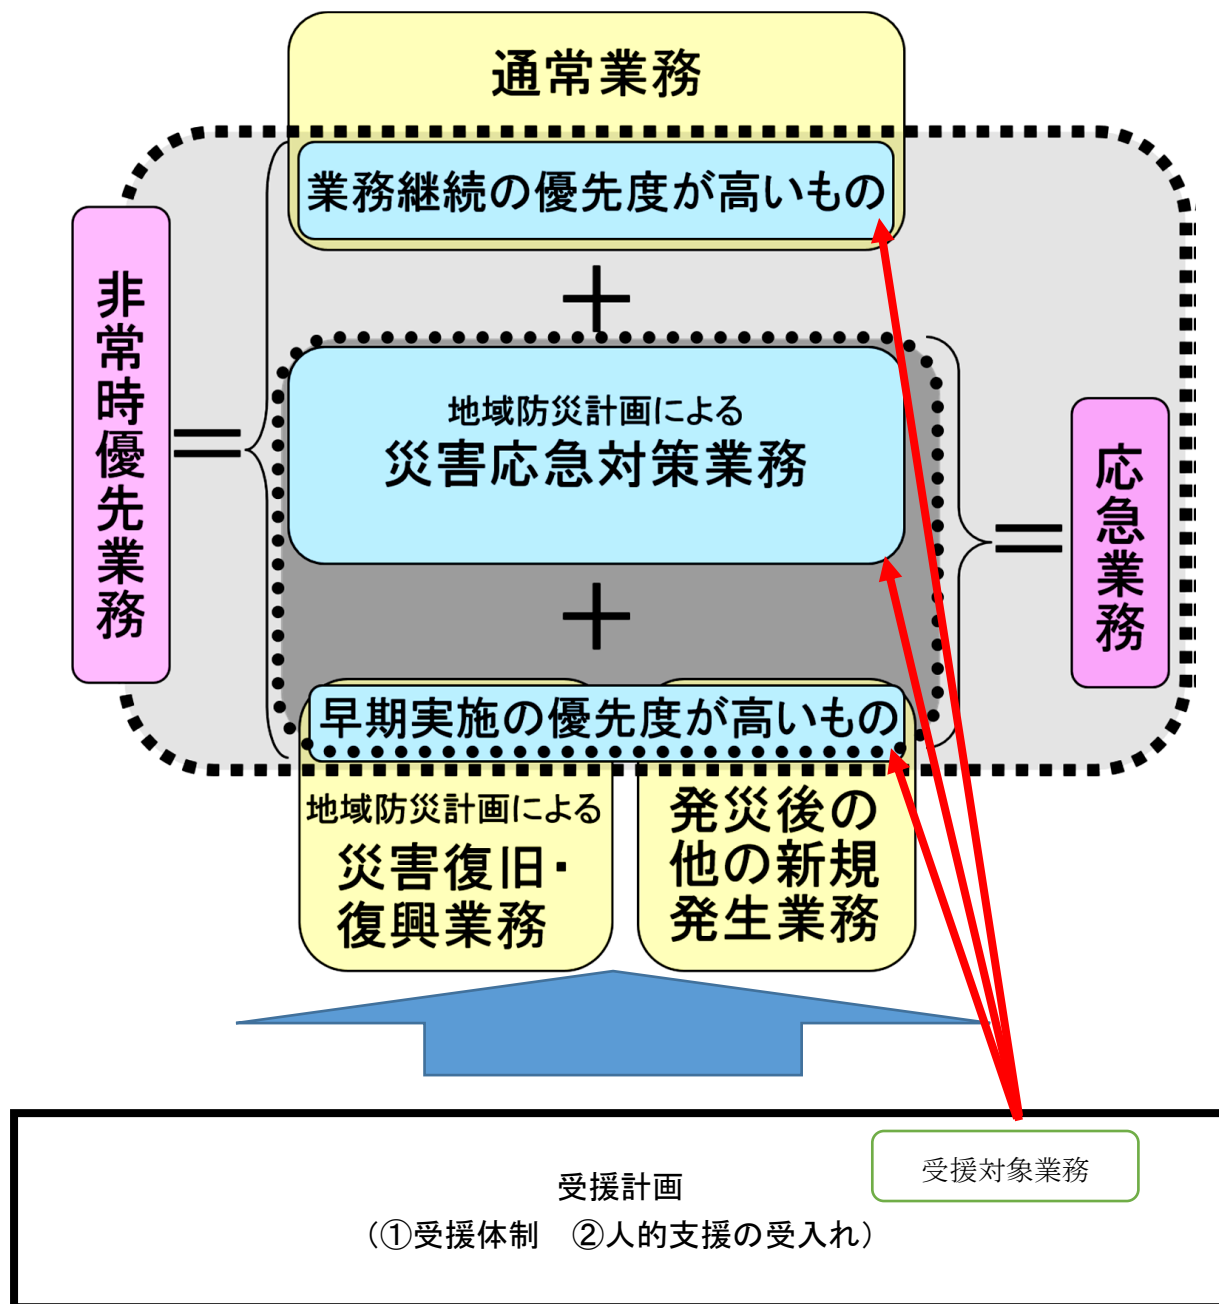 通常業務
業務継続の優先度が高いもの
＋
非常時優先業務
＝
地域防災計画による
災害応急対策業務
＝
応急業務
＋
早期実施の優先度が高いもの
地域防災計画による
災害復旧・
復興業務
発災後の
他の新規
発生業務
受援対象業務
受援計画
（①受援体制　②人的支援の受入れ）